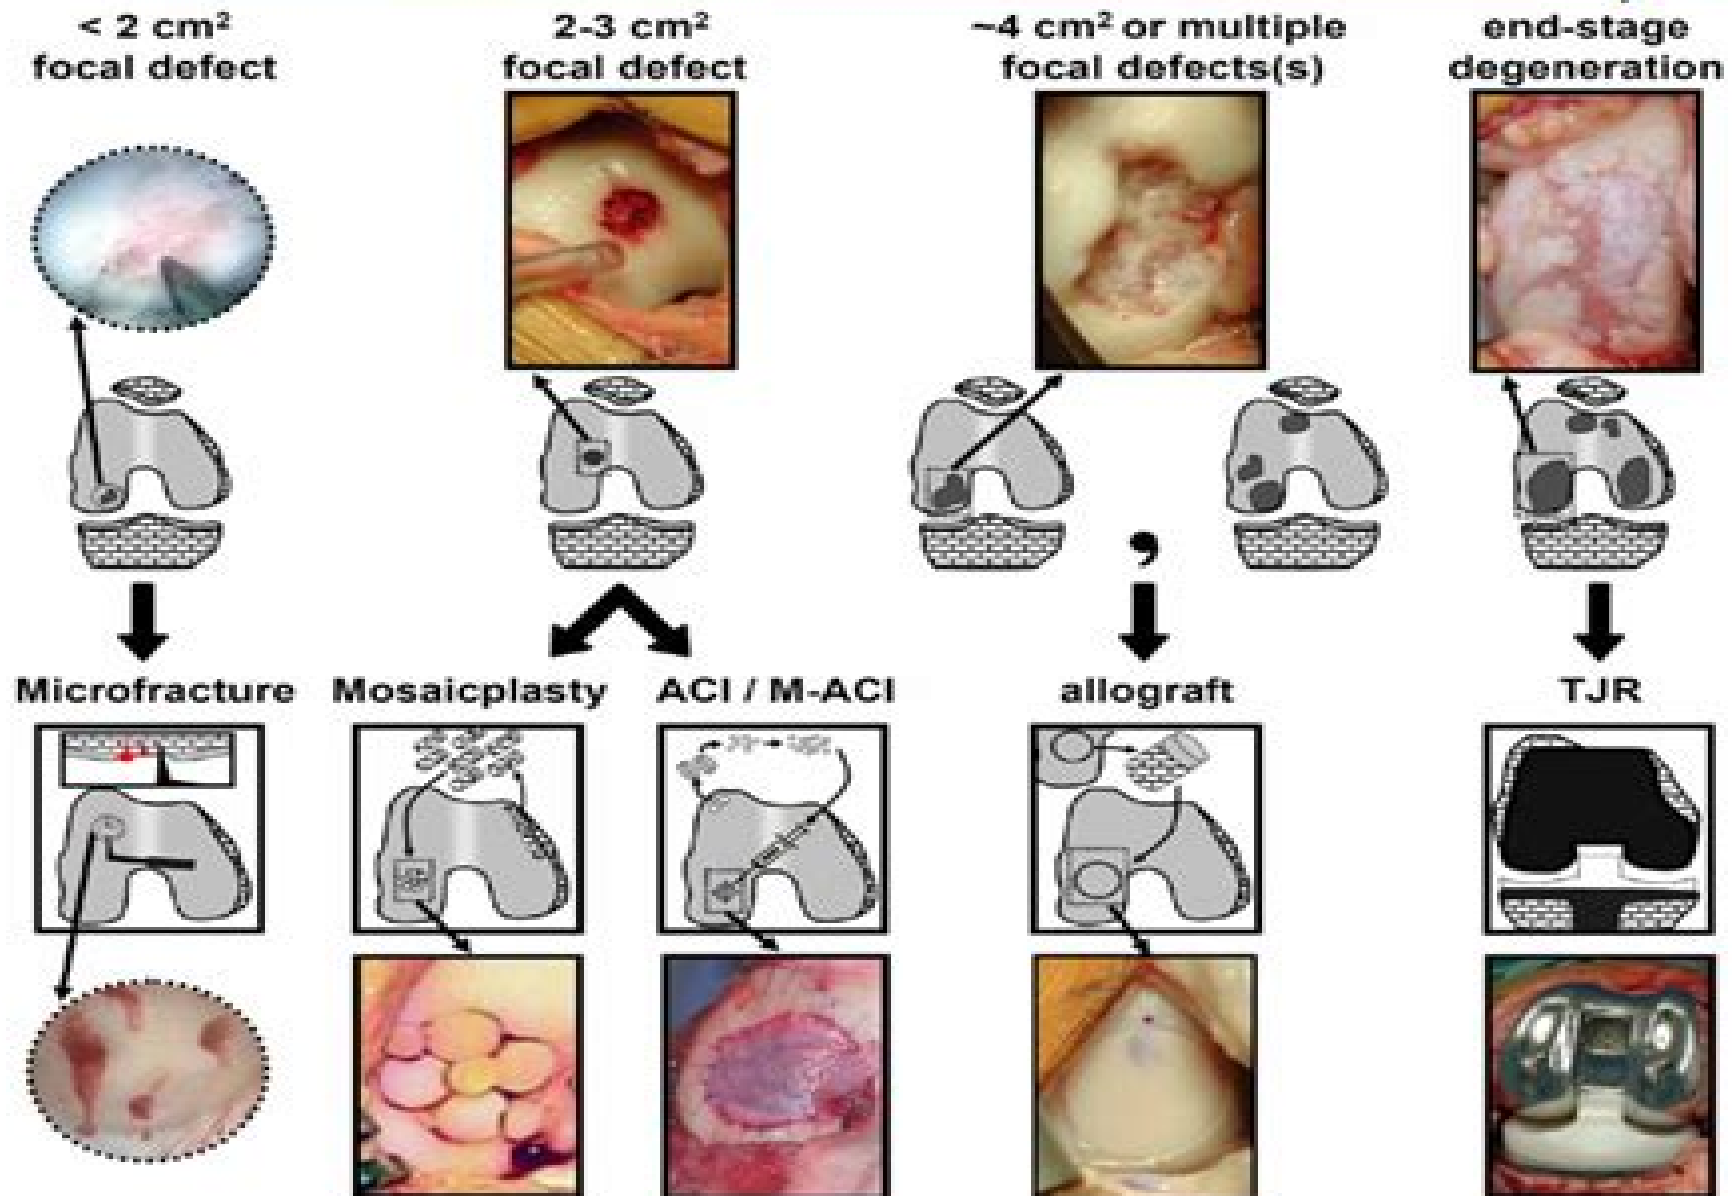 < 2 cm²
focal defect
2-3 cm²
focal defect
~4 cm² or multiple
focal defects(s)
end-stage
degeneration
,
Microfracture
Mosaicplasty
ACI / M-ACI
allograft
TJR